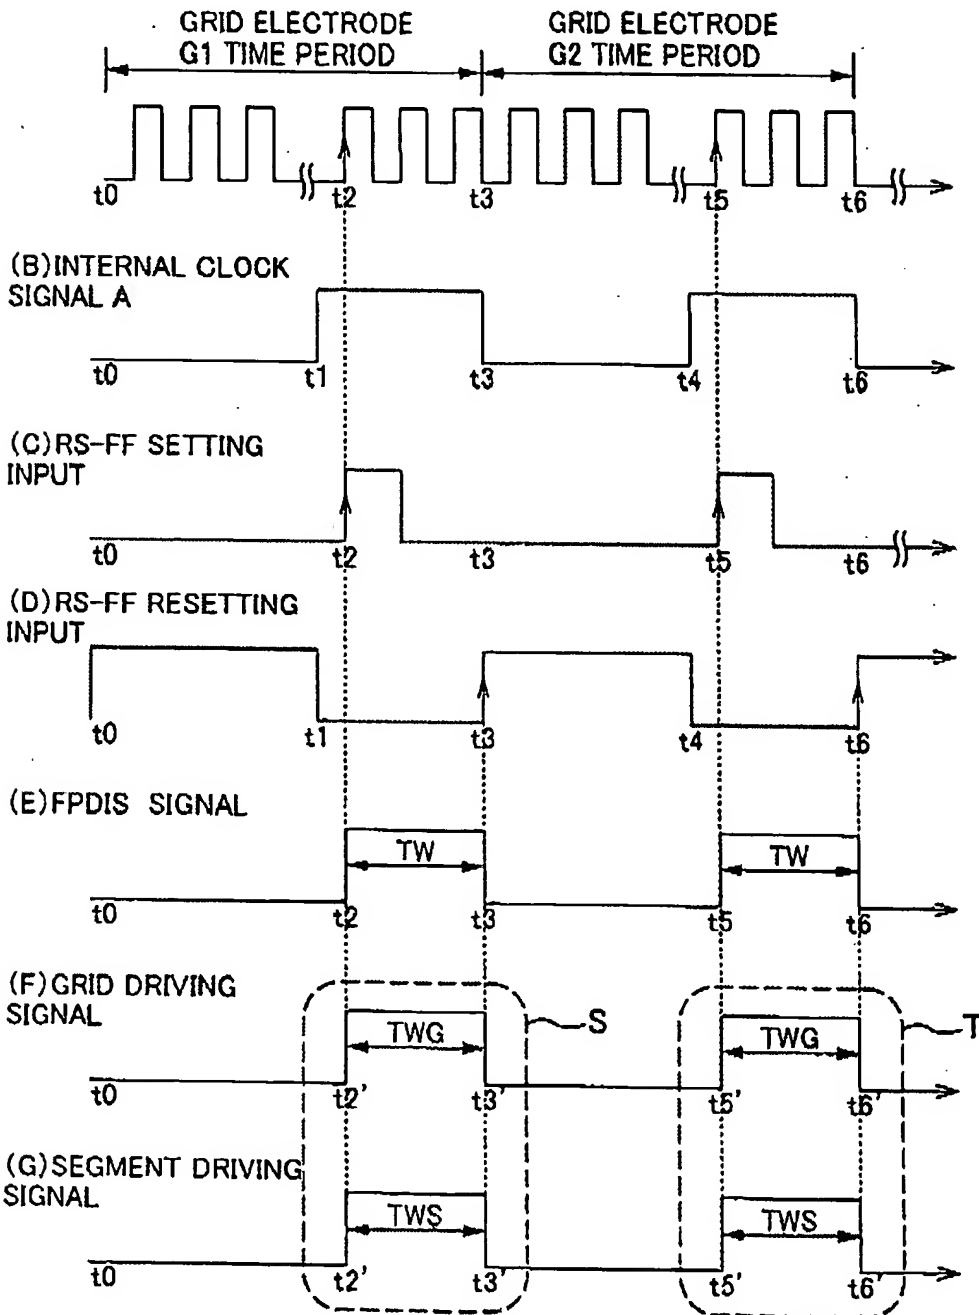 GRID ELECTRODE GRID ELECTRODE
G1 TIME PERIOD G2 TIME PERIOD
t0 t2 t3 t5 t6
(B)INTERNAL CLOCK
SIGNAL A
t0 t1 t3 t4 t6
(C)RS-FF SETTING
INPUT
t0 t2 t3 t5 t6
(D)RS-FF RESETTING
INPUT
t0 t1 t3 t4 t6
(E)FPDIS SIGNAL
TW TW
t0 t2 t3 t5 t6
(F)GRID DRIVING
SIGNAL
S T
TWG TWG
t0 t2' t3' t5' t6'
(G)SEGMENT DRIVING
SIGNAL
TWS TWS
t0 t2' t3' t5' t6'